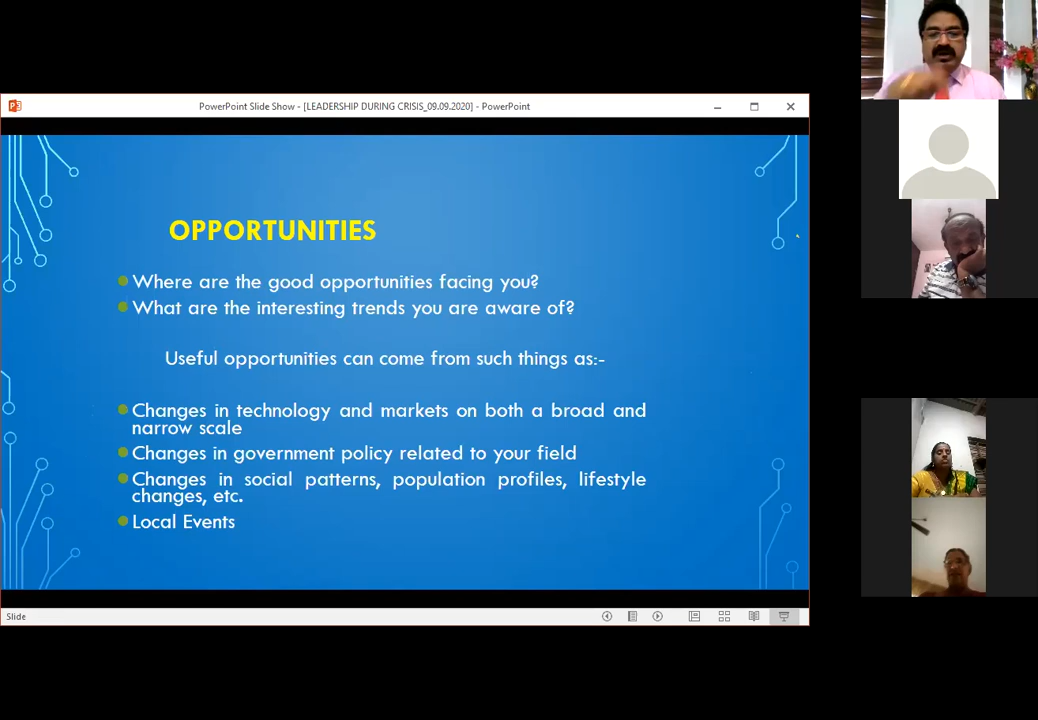 PowerPoint Slide Show - [LEADERSHIP DURING CRISIS_09.09.2020] - PowerPoint
OPPORTUNITIES
Where are the good opportunities facing you?
What are the interesting trends you are aware of?
Useful opportunities can come from such things as:-
Changes in technology and markets on both a broad and
narrow scale
Changes in government policy related to your field
Changes in social patterns, population profiles, lifestyle
changes, etc.
Local Events
Slide